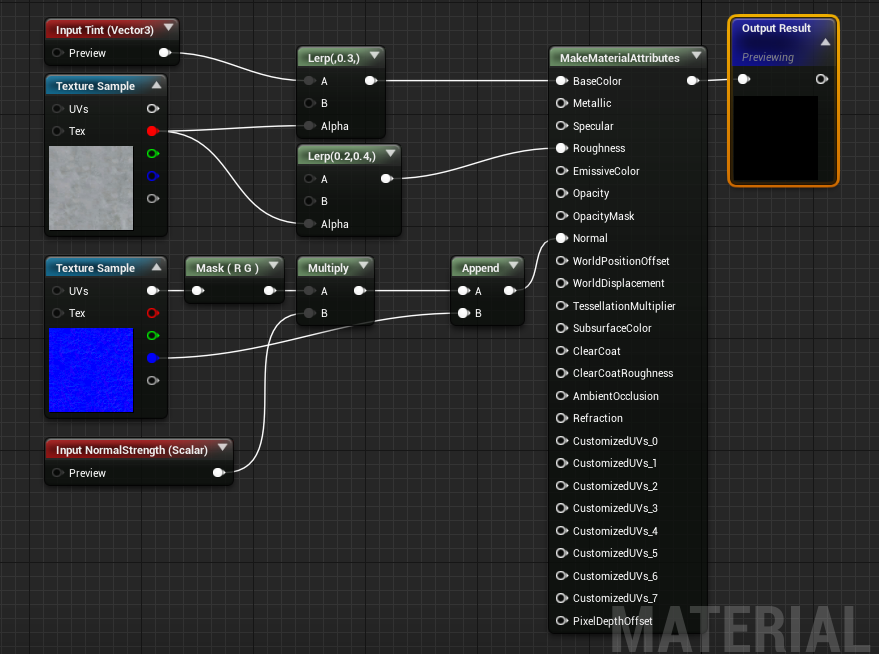 Input Tint (Vector3)
Preview
Texture Sample
UVs
Tex
Lerp(,0.3,)
A
B
Alpha
Lerp(0.2,0.4,)
A
B
Alpha
Texture Sample
UVs
Tex
Mask ( R G )
Multiply
A
B
Append
A
B
Input NormalStrength (Scalar)
Preview
MakeMaterialAttributes
BaseColor
Metallic
Specular
Roughness
EmissiveColor
Opacity
OpacityMask
Normal
WorldPositionOffset
WorldDisplacement
TessellationMultiplier
SubsurfaceColor
ClearCoat
ClearCoatRoughness
AmbientOcclusion
Refraction
CustomizedUVs_0
CustomizedUVs_1
CustomizedUVs_2
CustomizedUVs_3
CustomizedUVs_4
CustomizedUVs_5
CustomizedUVs_6
CustomizedUVs_7
PixelDepthOffset
Output Result
Previewing
MATERIAL